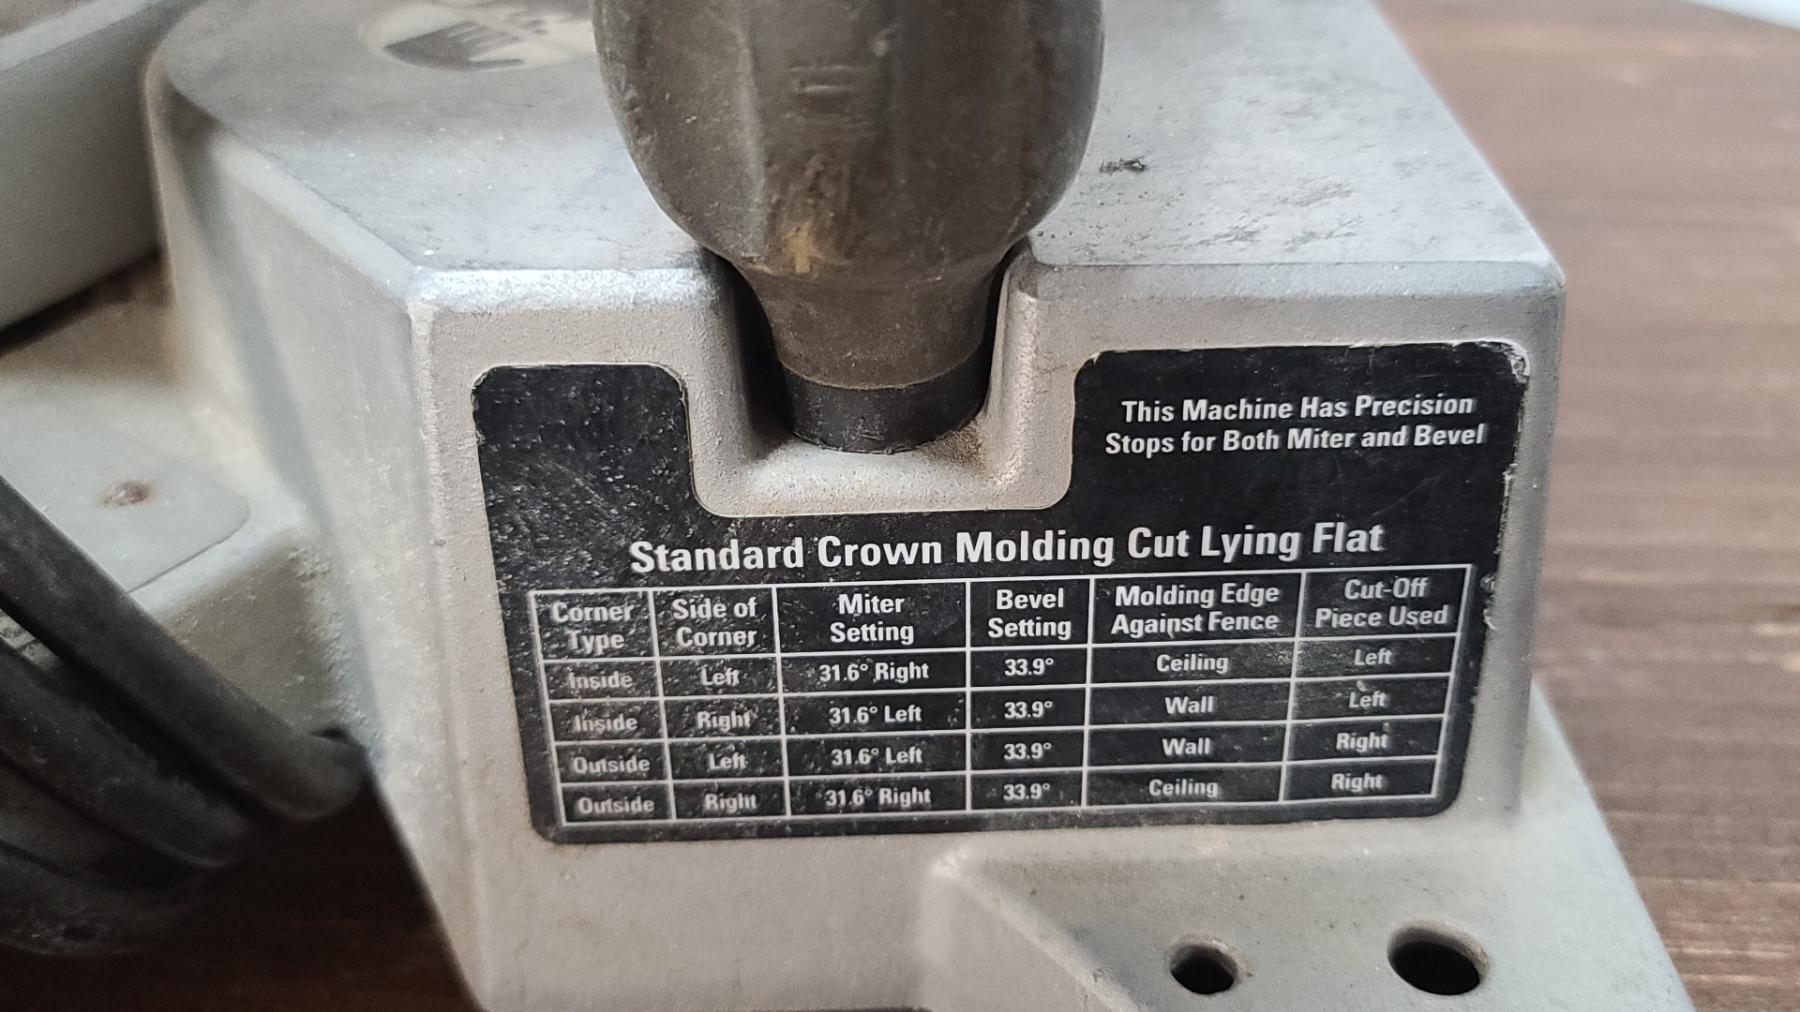 This Machine Has Precision
Stops for Both Miter and Bevel
Standard Crown Molding Cut Lying Flat
Corner Type Side of Corner Miter Setting Bevel Setting Molding Edge Against Fence Cut-Off Piece Used
Inside Left 31.6° Right 33.9° Ceiling Left
Inside Right 31.6° Left 33.9° Wall Left
Outside Left 31.6° Left 33.9° Wall Right
Outside Right 31.6° Right 33.9° Ceiling Right